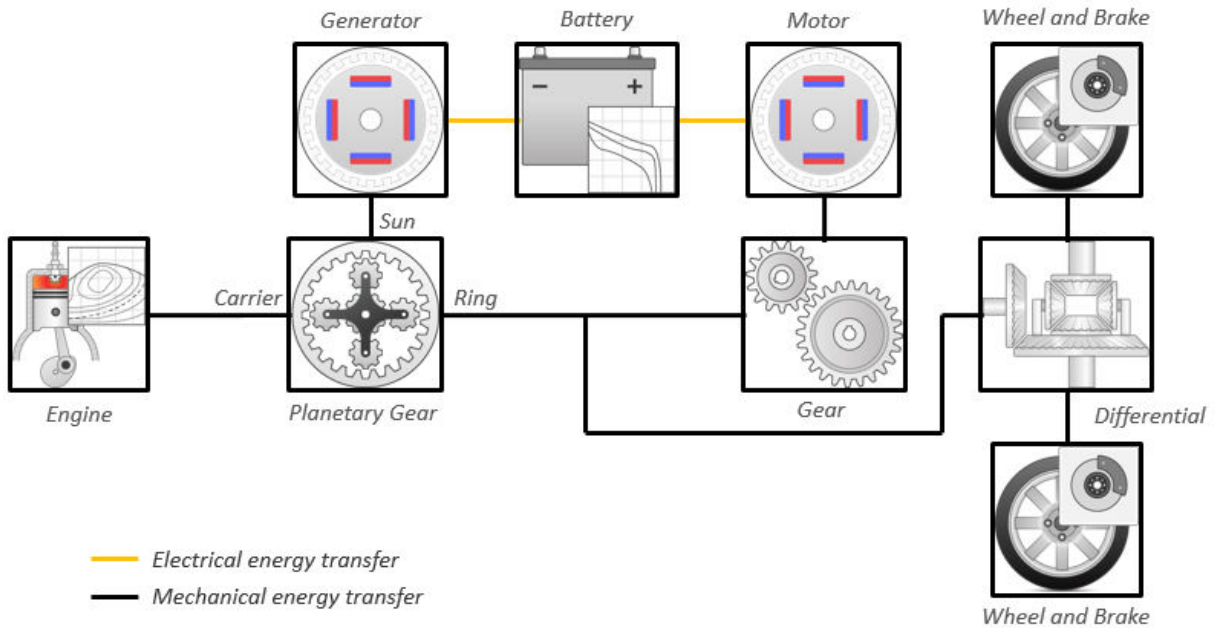 Generator
Battery
Motor
Wheel and Brake
− +
Sun
Carrier
Ring
Engine
Planetary Gear
Gear
Differential
Electrical energy transfer
Mechanical energy transfer
Wheel and Brake